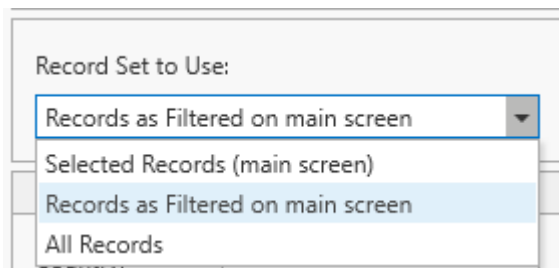 Record Set to Use:
Records as Filtered on main screen
Selected Records (main screen)
Records as Filtered on main screen
All Records